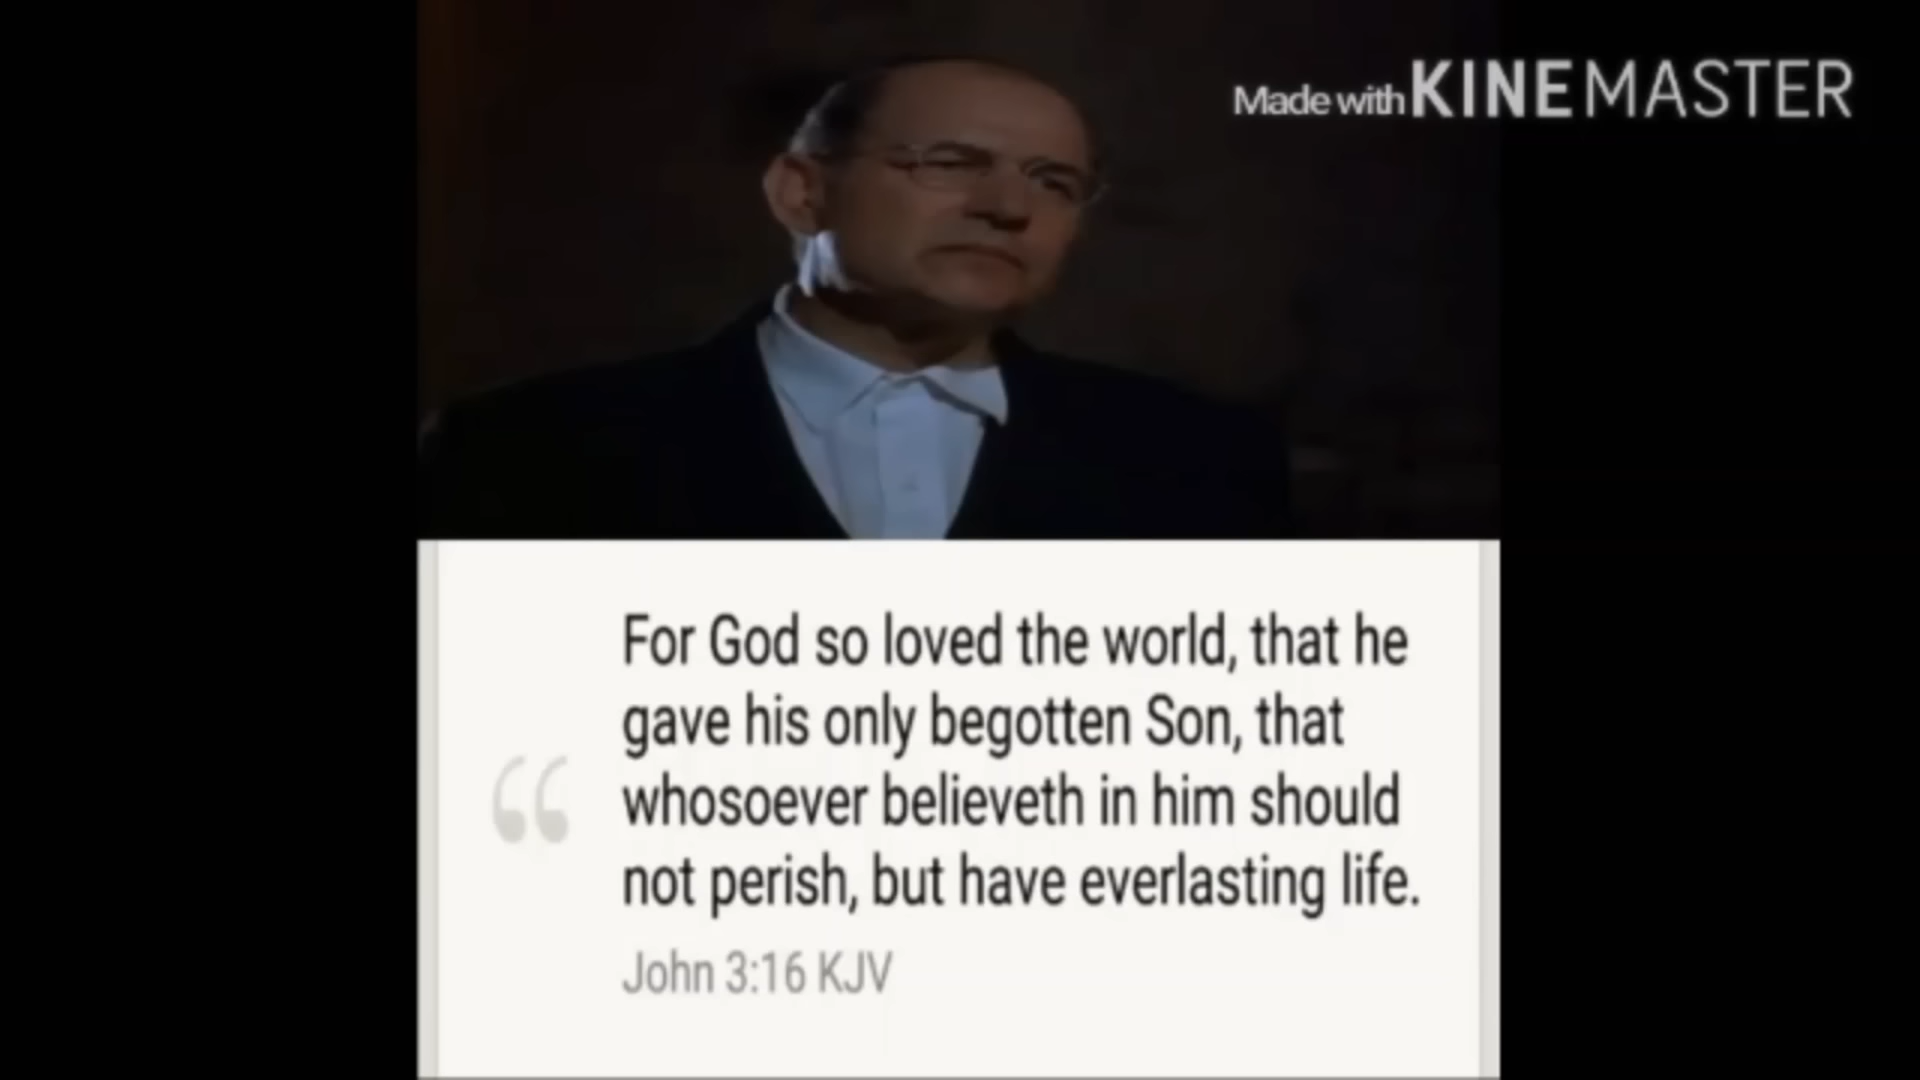 Made with KINEMASTER
For God so loved the world, that he
gave his only begotten Son, that
whosoever believeth in him should
not perish, but have everlasting life.
John 3:16 KJV